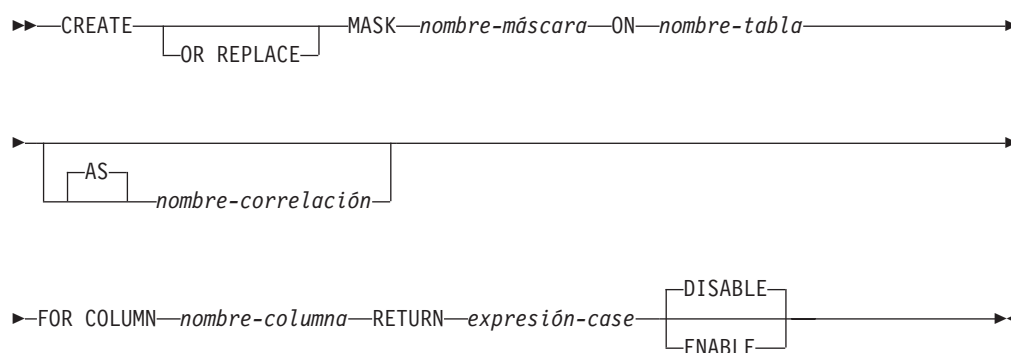 CREATE MASK nombre-máscara ON nombre-tabla
OR REPLACE
AS
nombre-correlación
DISABLE
FOR COLUMN nombre-columna RETURN expresión-case
ENABLE